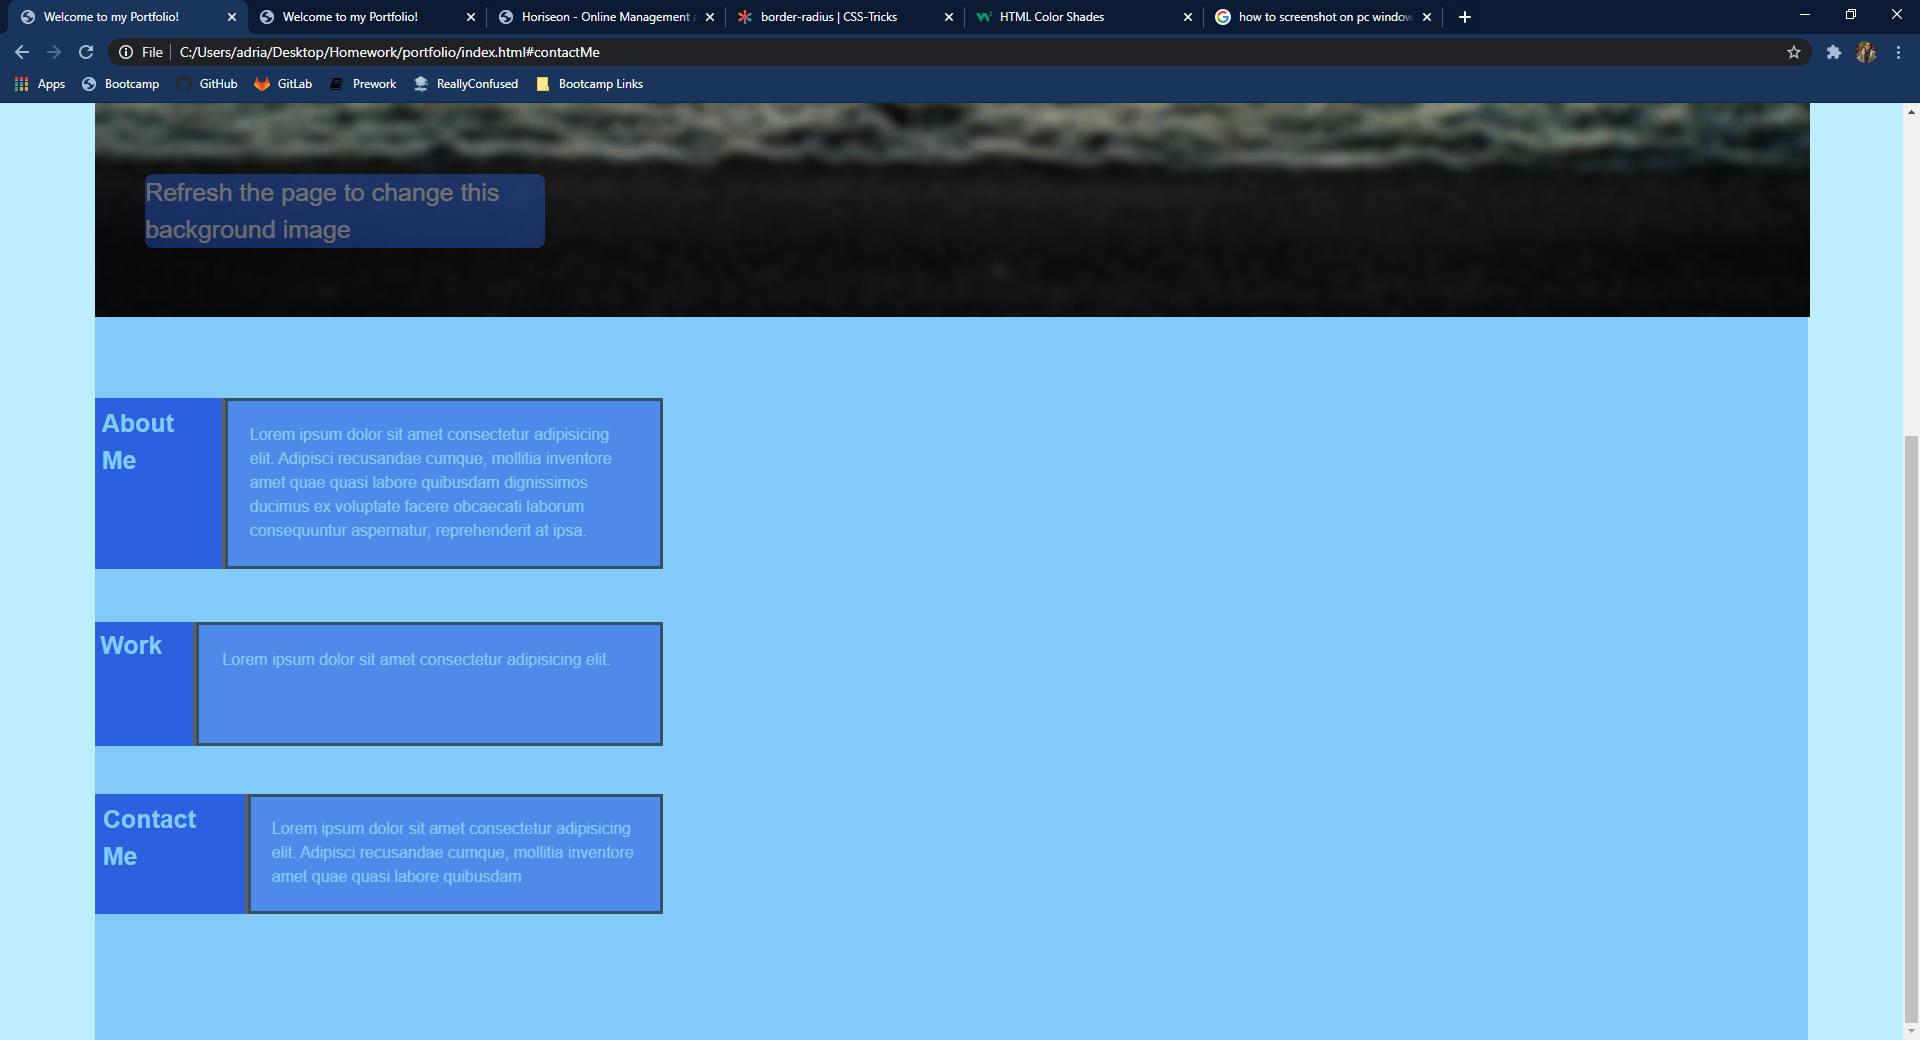 Welcome to my Portfolio!
Welcome to my Portfolio!
Horiseon - Online Management
border-radius | CSS-Tricks
HTML Color Shades
how to screenshot on pc window
File
C:/Users/adria/Desktop/Homework/portfolio/index.html#contactMe
Apps
Bootcamp
GitHub
GitLab
Prework
ReallyConfused
Bootcamp Links
Refresh the page to change this
background image
About
Me
Lorem ipsum dolor sit amet consectetur adipisicing
elit. Adipisci recusandae cumque, mollitia inventore
amet quae quasi labore quibusdam dignissimos
ducimus ex voluptate facere obcaecati laborum
consequuntur aspernatur, reprehenderit at ipsa.
Work
Lorem ipsum dolor sit amet consectetur adipisicing elit.
Contact
Me
Lorem ipsum dolor sit amet consectetur adipisicing
elit. Adipisci recusandae cumque, mollitia inventore
amet quae quasi labore quibusdam